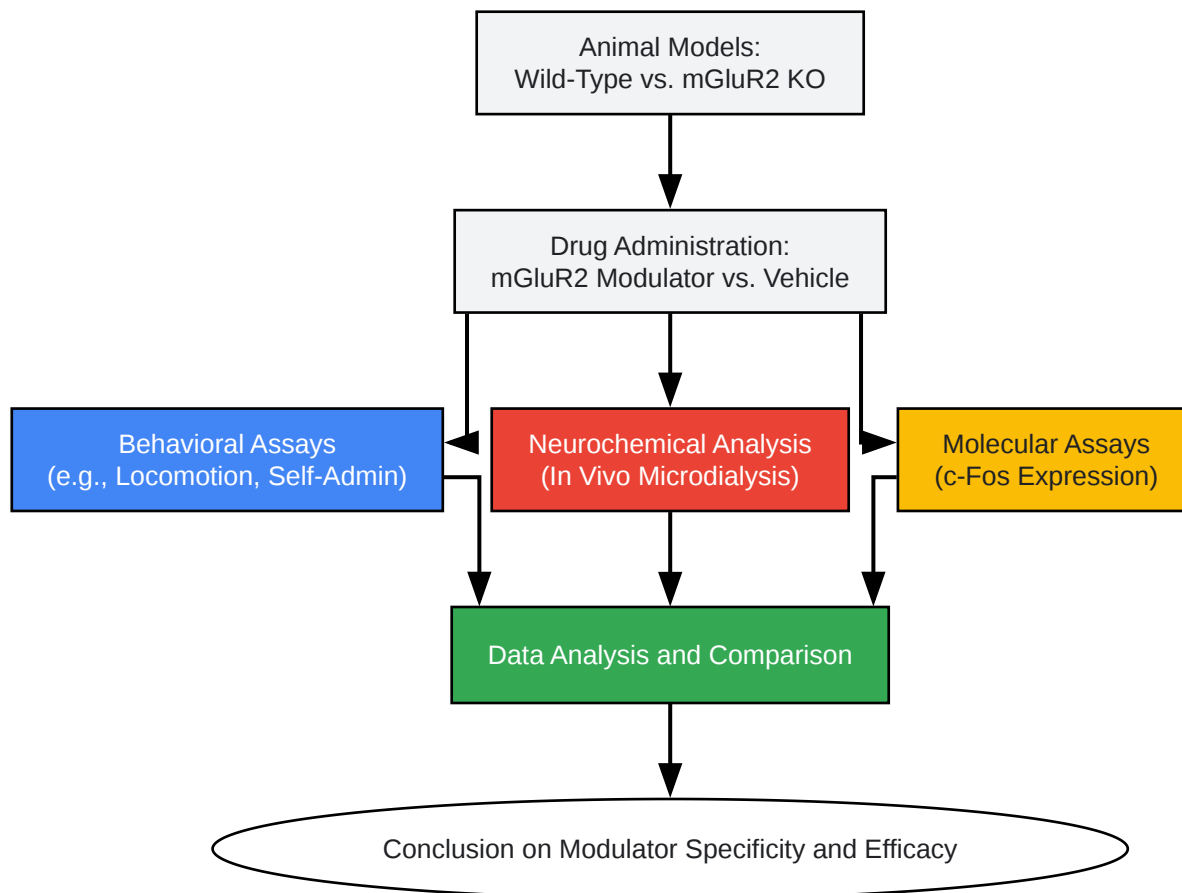 Animal Models:
Wild-Type vs. mGluR2 KO
Drug Administration:
mGluR2 Modulator vs. Vehicle
Behavioral Assays
(e.g., Locomotion, Self-Admin)
Neurochemical Analysis
(In Vivo Microdialysis)
Molecular Assays
(c-Fos Expression)
Data Analysis and Comparison
Conclusion on Modulator Specificity and Efficacy